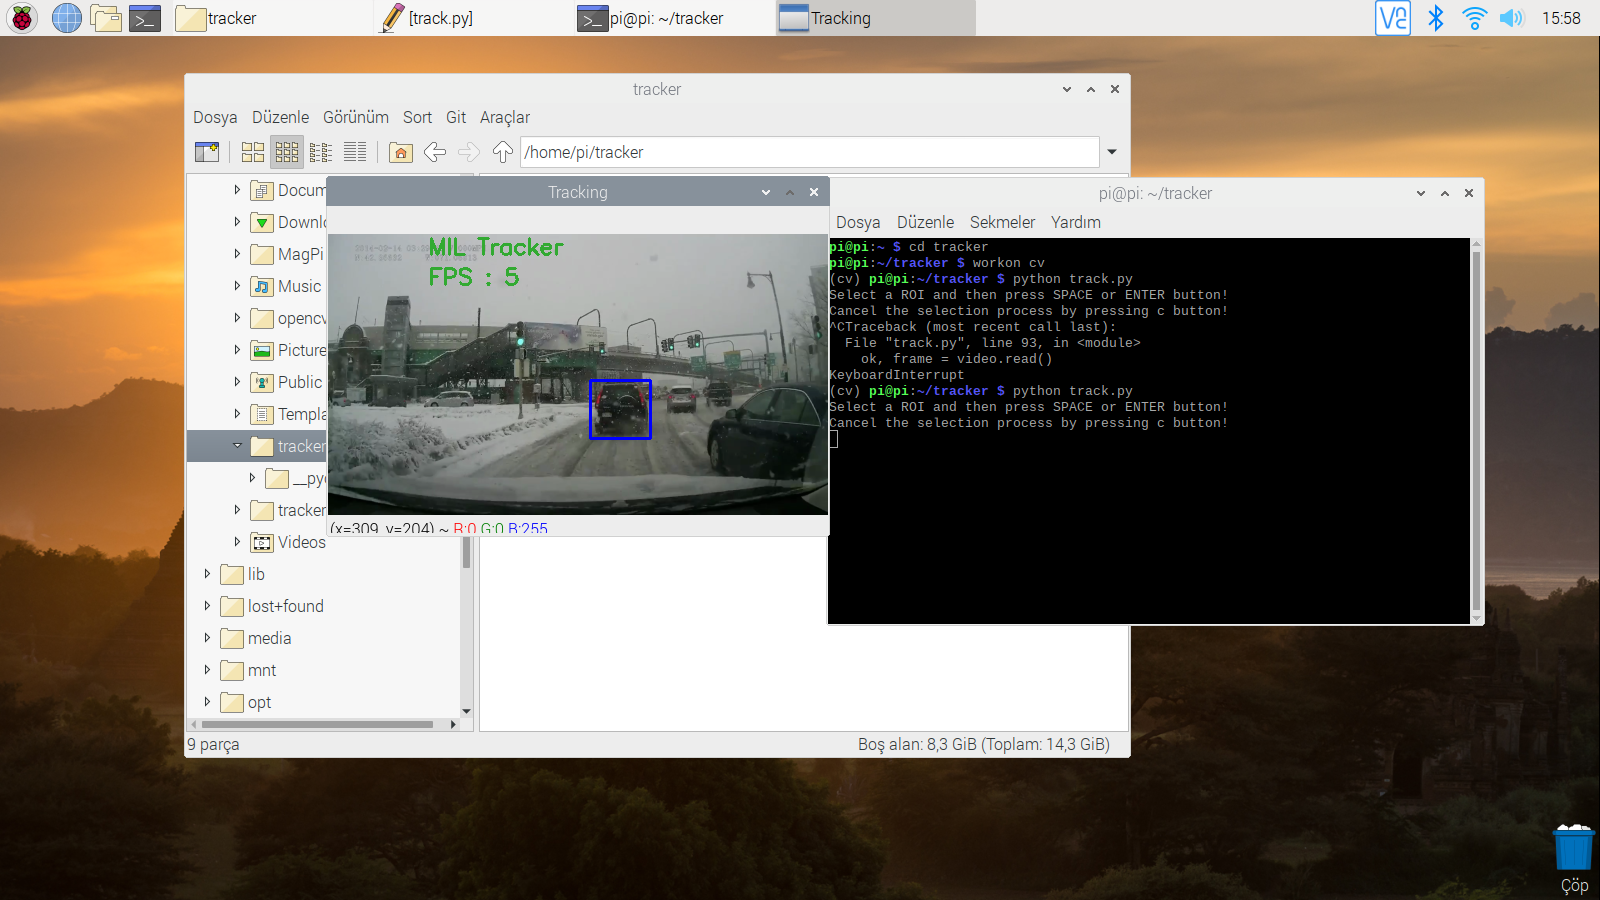 tracker
[track.py]
pi@pi: ~/tracker
Tracking
15:58
tracker
Dosya Düzenle Görünüm Sort Git Araçlar
/home/pi/tracker
Docum
Downlo
MagPi
Music
opencv
Picture
Public
Templa
tracker
__pyc
tracker
Videos
lib
lost+found
media
mnt
opt
9 parça
Boş alan: 8,3 GiB (Toplam: 14,3 GiB)
Tracking
MIL Tracker
FPS : 5
(x=309, y=204) ~ R:0 G:0 B:255
pi@pi: ~/tracker
Dosya Düzenle Sekmeler Yardım
pi@pi:~ $ cd tracker
pi@pi:~/tracker $ workon cv
(cv) pi@pi:~/tracker $ python track.py
Select a ROI and then press SPACE or ENTER button!
Cancel the selection process by pressing c button!
^CTraceback (most recent call last):
  File "track.py", line 93, in <module>
    ok, frame = video.read()
KeyboardInterrupt
(cv) pi@pi:~/tracker $ python track.py
Select a ROI and then press SPACE or ENTER button!
Cancel the selection process by pressing c button!
Çöp